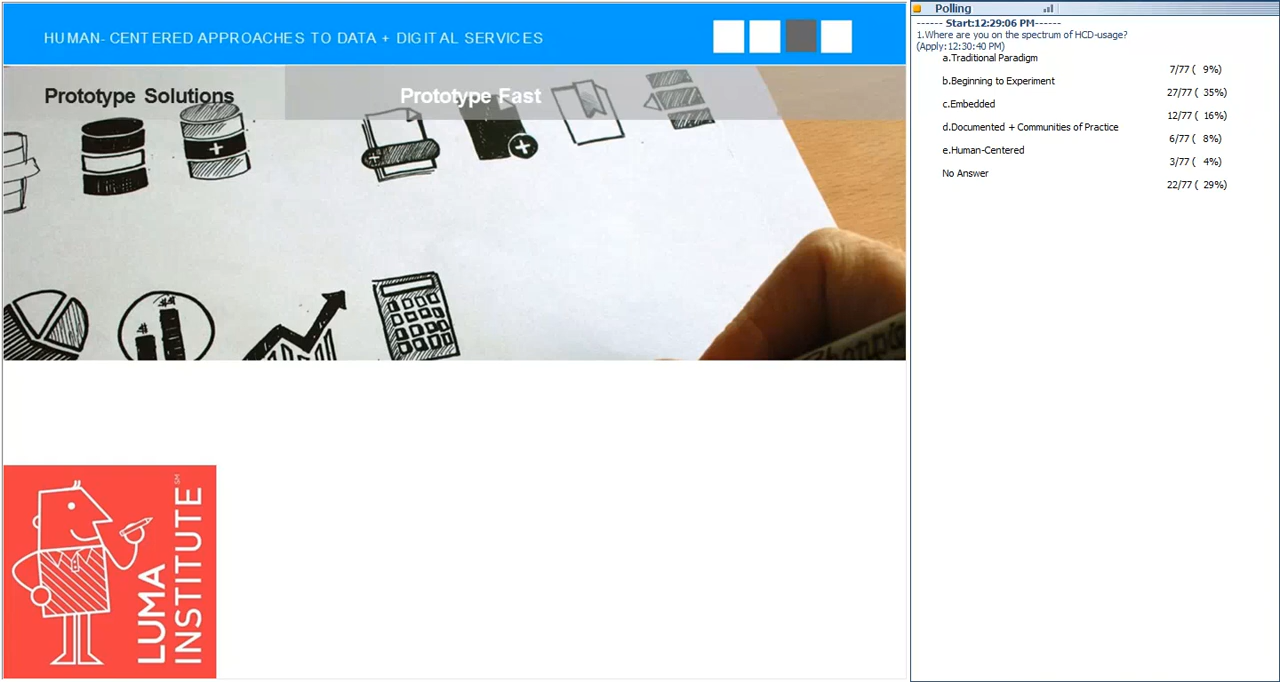 HUMAN- CENTERED APPROACHES TO DATA + DIGITAL SERVICES
Prototype Solutions
Prototype Fast
LUMA
INSTITUTE SM
Polling
------ Start:12:29:06 PM------
1.Where are you on the spectrum of HCD-usage?
(Apply:12:30:40 PM)
a.Traditional Paradigm
7/77 ( 9%)
b.Beginning to Experiment
27/77 ( 35%)
c.Embedded
12/77 ( 16%)
d.Documented + Communities of Practice
6/77 ( 8%)
e.Human-Centered
3/77 ( 4%)
No Answer
22/77 ( 29%)